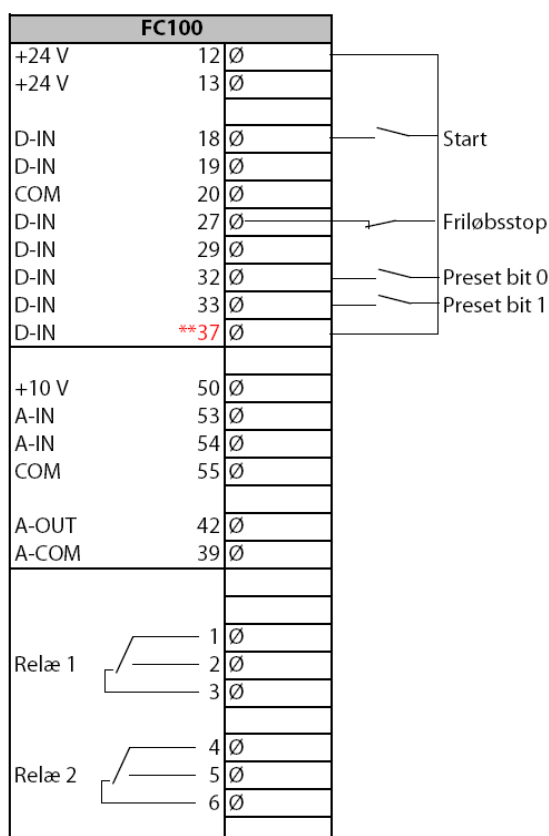 FC100
+24 V 12 Ø
+24 V 13 Ø
D-IN 18 Ø Start
D-IN 19 Ø
COM 20 Ø
D-IN 27 Ø Friløbsstop
D-IN 29 Ø
D-IN 32 Ø Preset bit 0
D-IN 33 Ø Preset bit 1
D-IN **37 Ø
+10 V 50 Ø
A-IN 53 Ø
A-IN 54 Ø
COM 55 Ø
A-OUT 42 Ø
A-COM 39 Ø
1 Ø
Relæ 1 2 Ø
3 Ø
4 Ø
Relæ 2 5 Ø
6 Ø